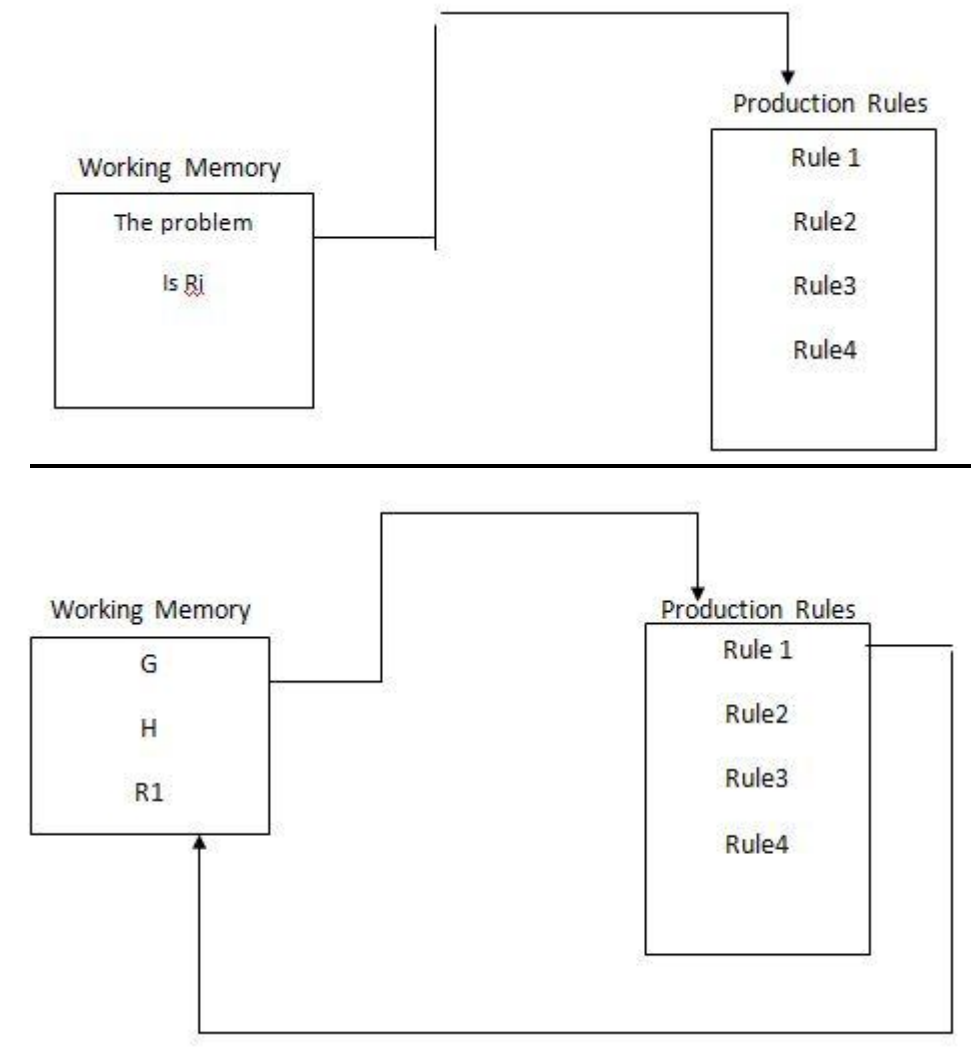 Production Rules
Working Memory
Rule 1
The problem
Rule2
Is Ri
Rule3
Rule4
Working Memory
Production Rules
G
Rule 1
H
Rule2
R1
Rule3
Rule4